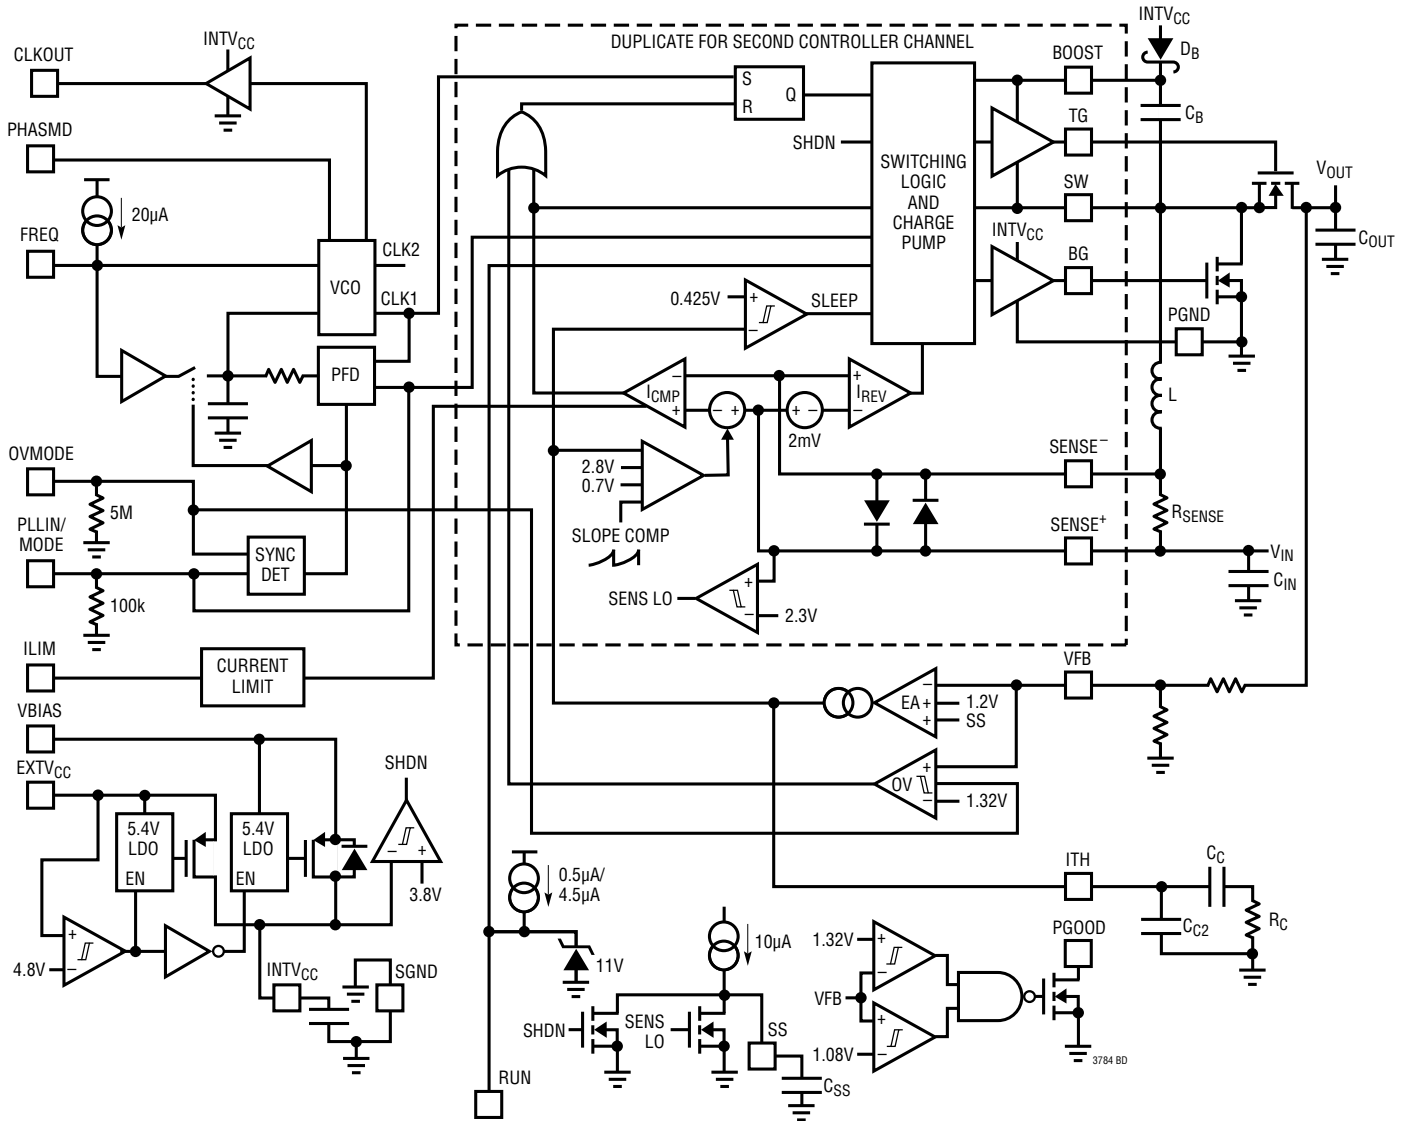 CLKOUT
INTVCC
DUPLICATE FOR SECOND CONTROLLER CHANNEL
INTVCC
DB
BOOST
S
R
Q
CB
PHASMD
SHDN
SWITCHING
LOGIC
AND
CHARGE
PUMP
TG
VOUT
20µA
SW
COUT
FREQ
CLK2
VCO
CLK1
INTVCC
BG
0.425V
+
–
SLEEP
PGND
PFD
ICMP
–
+
– +
+ –
2mV
+
–
IREV
L
OVMODE
5M
2.8V
0.7V
SLOPE COMP
SENSE–
RSENSE
SENSE+
PLLIN/
MODE
SYNC
DET
VIN
CIN
100k
SENS LO
+
–
2.3V
ILIM
CURRENT
LIMIT
VFB
EA
–
+
+
1.2V
SS
VBIAS
EXTVCC
SHDN
OV
+
–
1.32V
5.4V
LDO
EN
5.4V
LDO
EN
– +
3.8V
0.5µA/
4.5µA
ITH
CC
RC
CC2
+
–
4.8V
INTVCC
SGND
11V
10µA
PGOOD
1.32V
+
–
VFB
+
–
1.08V
SHDN
SENS
LO
SS
CSS
RUN
3784 BD